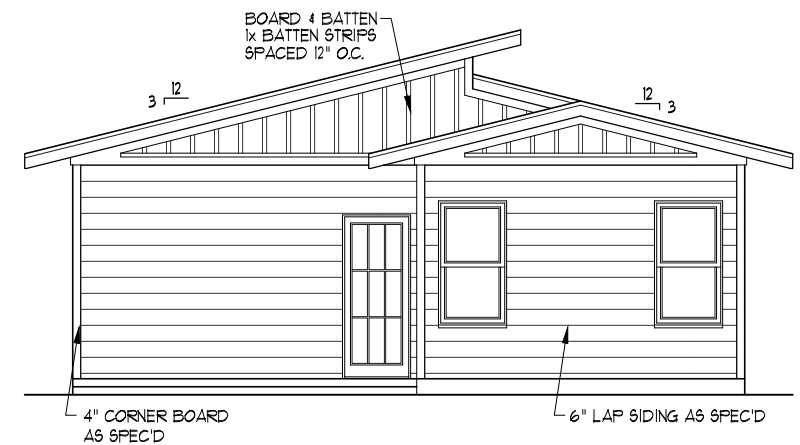 BOARD & BATTEN
1x BATTEN STRIPS
SPACED 12" O.C.
12
3
12
3
4" CORNER BOARD
AS SPEC'D
6" LAP SIDING AS SPEC'D